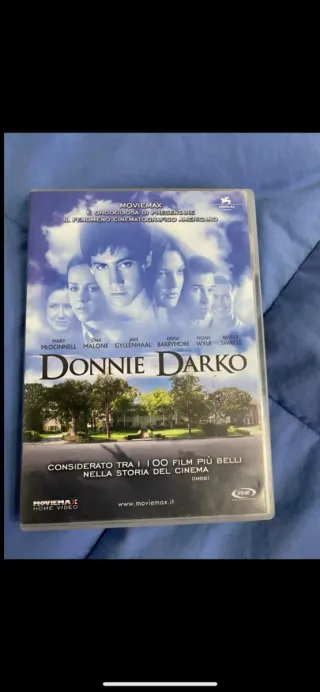 MOVIEMAX
È ORGOGLIOSA DI PRESENTARE
IL FENOMENO CINEMATOGRAFICO AMERICANO
MARY McDONNELL
JENA MALONE
JAKE GYLLENHAAL
DREW BARRYMORE
NOAH WYLE
PATRICK SWAYZE
DONNIE DARKO
CONSIDERATO TRA I 100 FILM PIÙ BELLI
NELLA STORIA DEL CINEMA
(IMDB)
MOVIEMAX
HOME VIDEO
www.moviemax.it